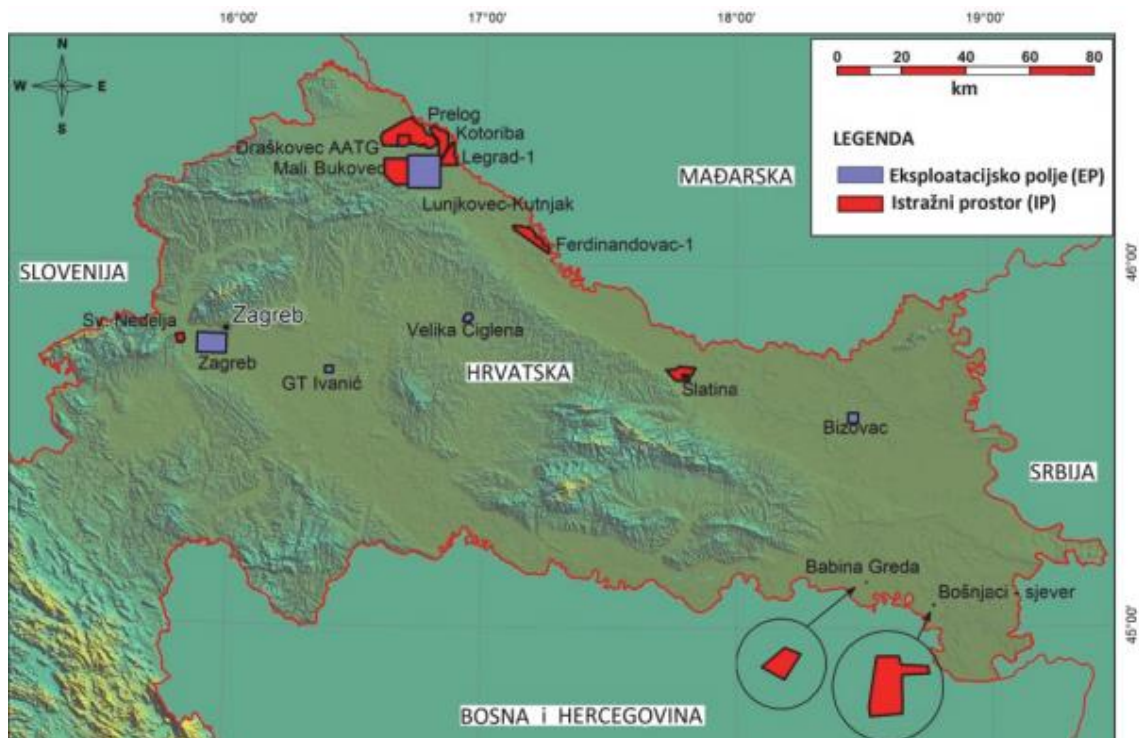 16°00'
17°00'
18°00'
19°00'
N
W
E
S
0 20 40 60 80
km
LEGENDA
Eksploatacijsko polje (EP)
Istražni prostor (IP)
Prelog
Kotoriba
Draškovec AATG
Legrad-1
Mali Bukovec
MAĐARSKA
Lunjkovec-Kutnjak
Ferdinandovac-1
46°00'
SLOVENIJA
Zagreb
Sv. Nedelja
Velika Ciglena
Zagreb
GT Ivanić
HRVATSKA
Slatina
Bizovac
SRBIJA
Babina Greda
Bošnjaci - sjever
45°00'
BOSNA i HERCEGOVINA